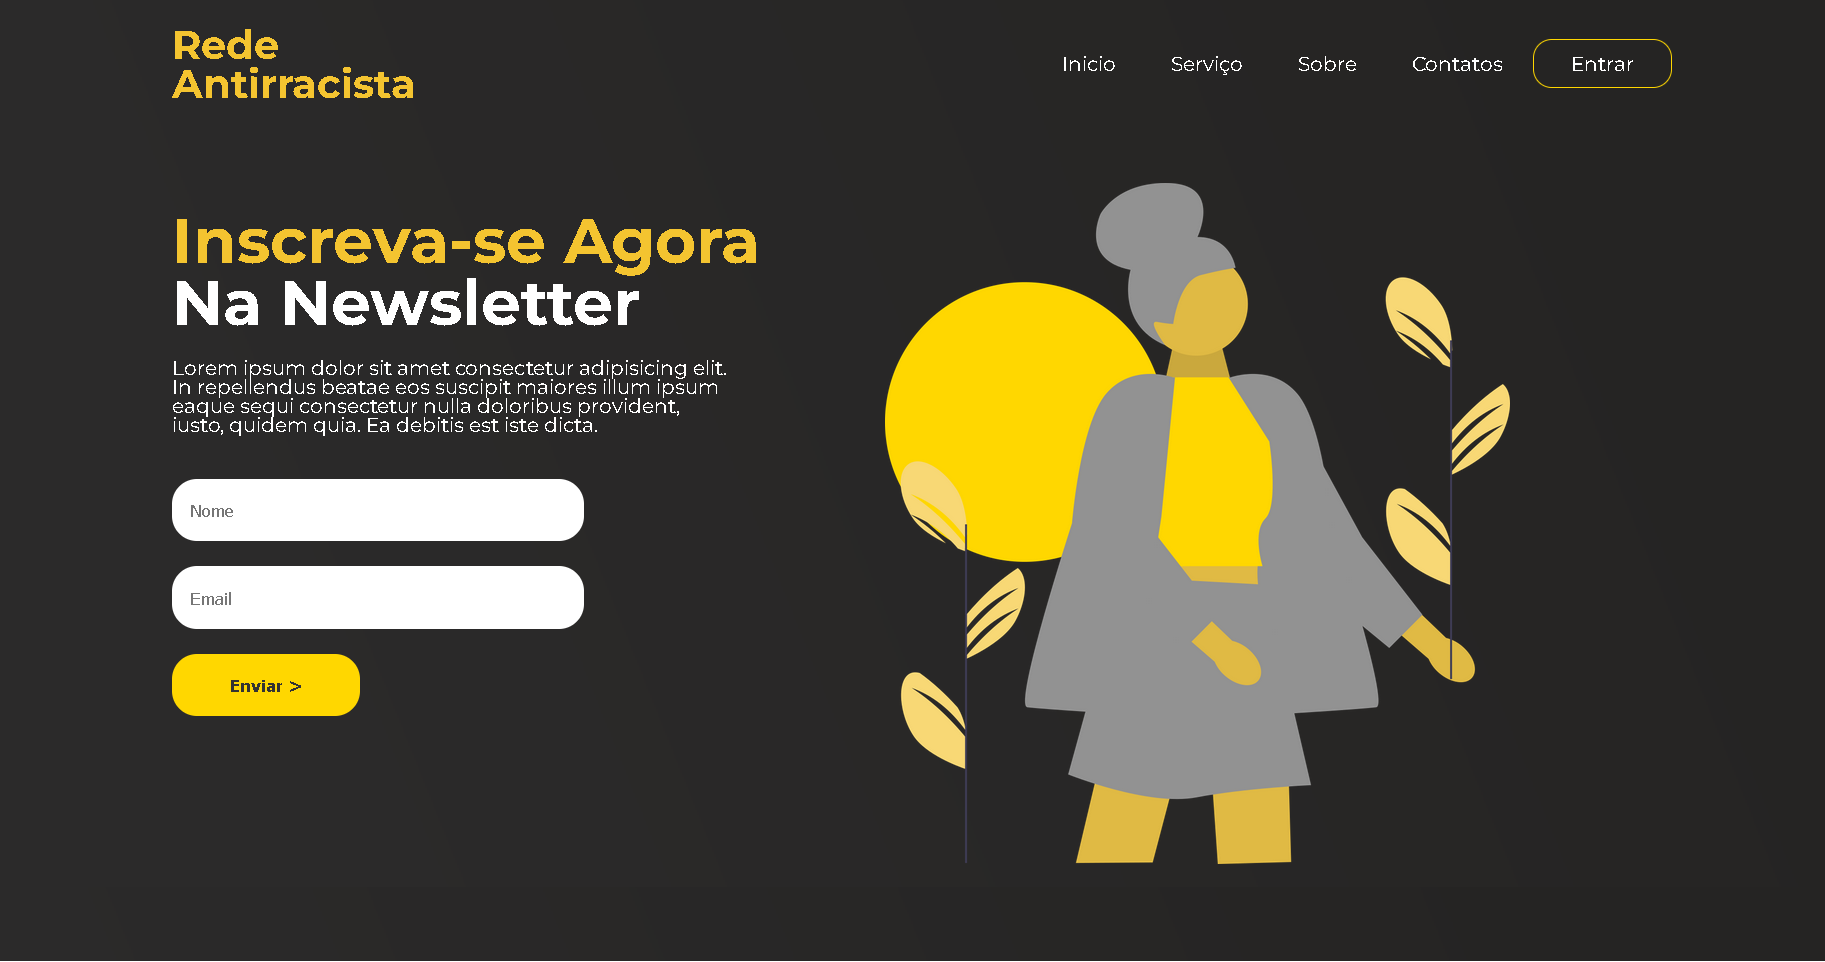 Rede
Antirracista
Inicio
Serviço
Sobre
Contatos
Entrar
Inscreva-se Agora
Na Newsletter
Lorem ipsum dolor sit amet consectetur adipisicing elit.
In repellendus beatae eos suscipit maiores illum ipsum
eaque sequi consectetur nulla doloribus provident,
iusto, quidem quia. Ea debitis est iste dicta.
Nome
Email
Enviar >